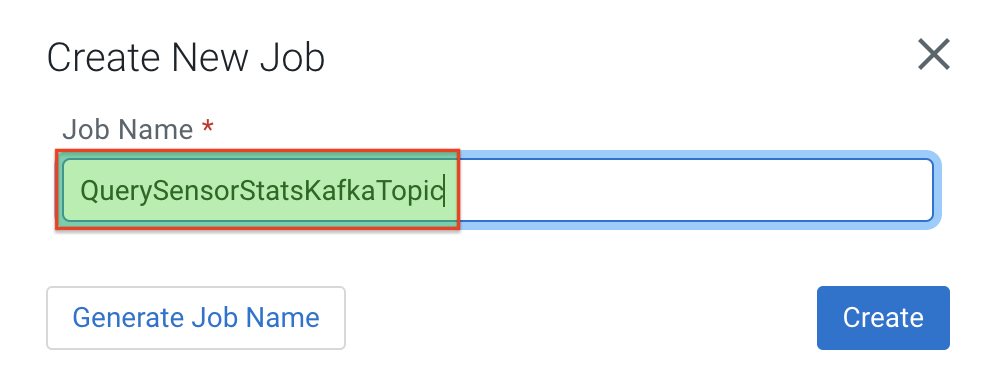 Create New Job
Job Name *
QuerySensorStatsKafkaTopic
Generate Job Name
Create